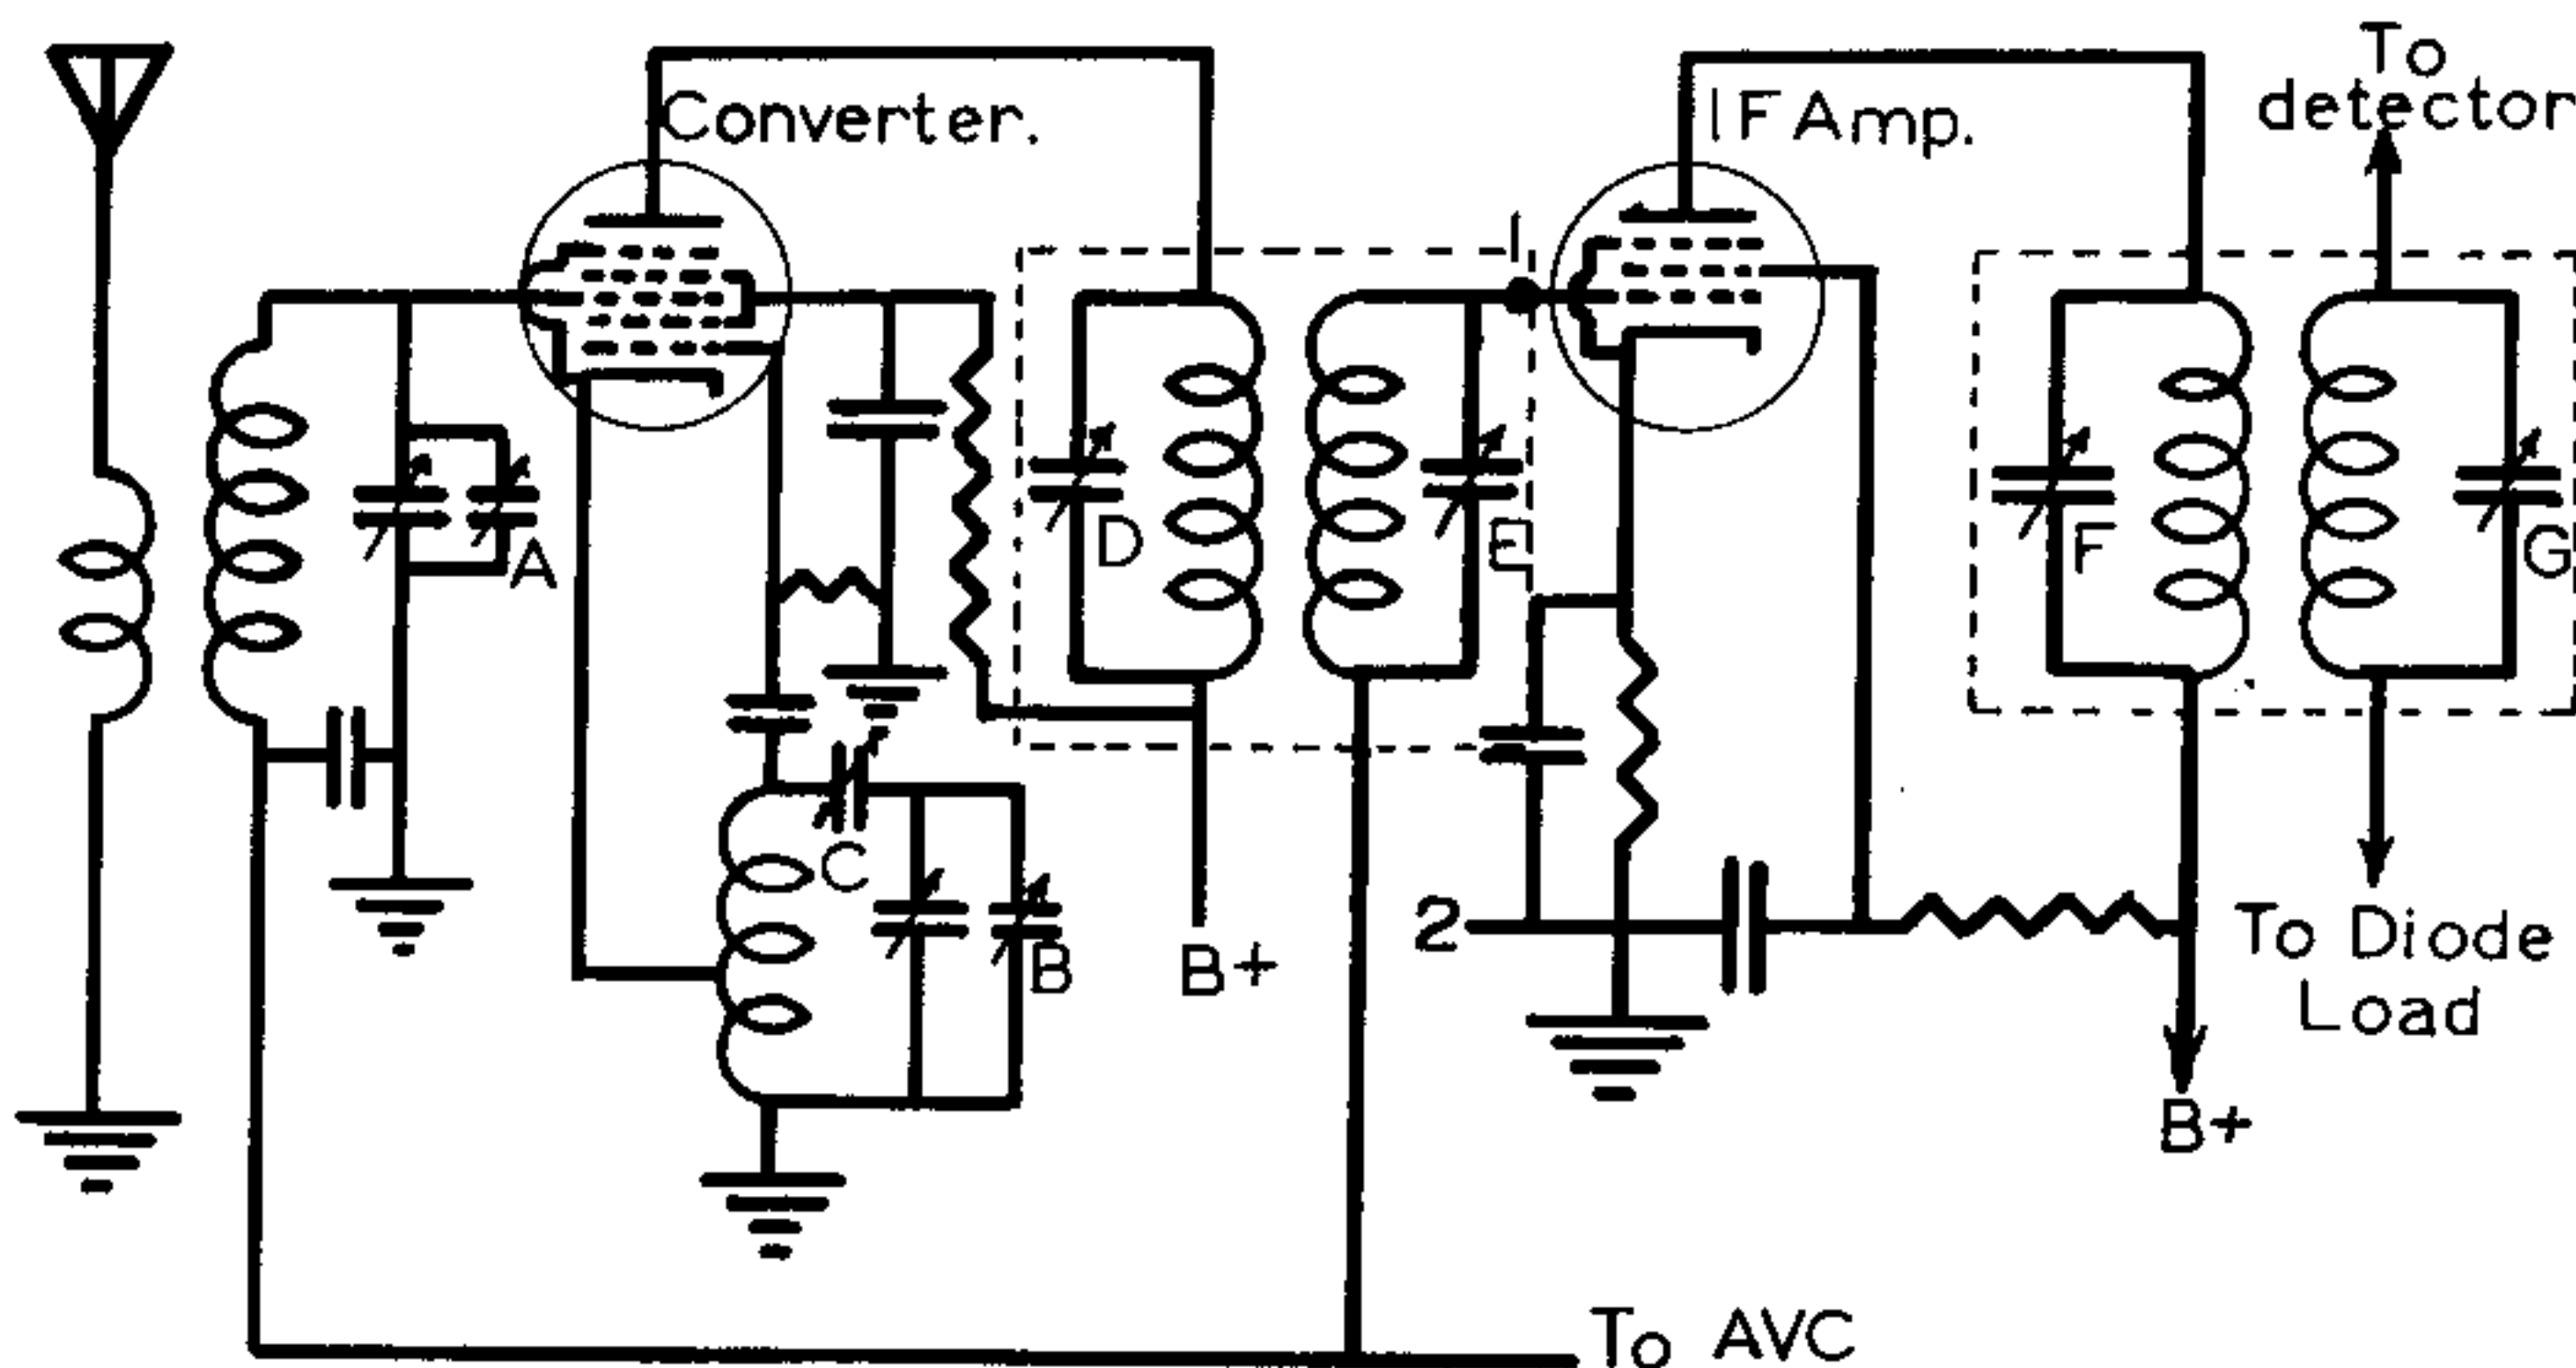 Converter.
IF Amp.
To
detector
1
A
D
E
F
G
C
B
B+
2
To Diode
Load
B+
To AVC